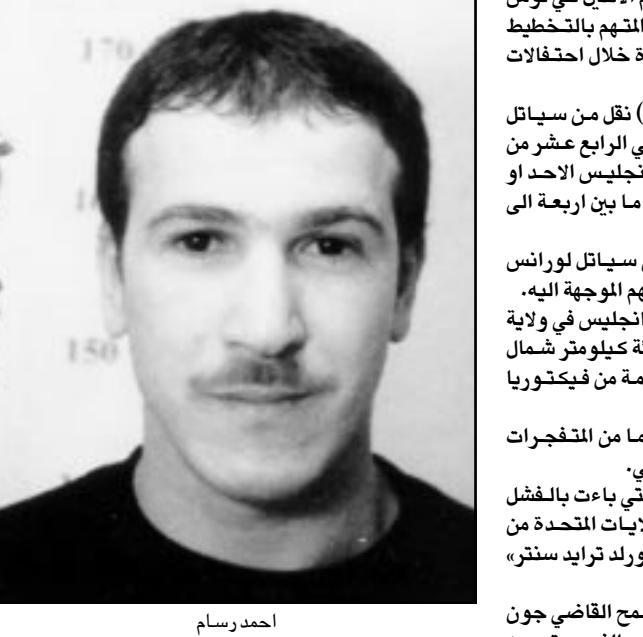 المتهم بالتخطيط
ة خلال احتفالات
) نقل من سياتل
ي الرابع عشر من
نجليس الاحد او
ما بين اربعة الى
سياتل لورانس
هم الموجهة اليه.
انجليس في ولاية
ئة كيلومتر شمال
مة من فيكتوريا
ما من المتفجرات
ي.
تي باءت بالفشل
لايات المتحدة من
ورلد ترايد سنتر»
مح القاضي جون
170
150
احمد رسام